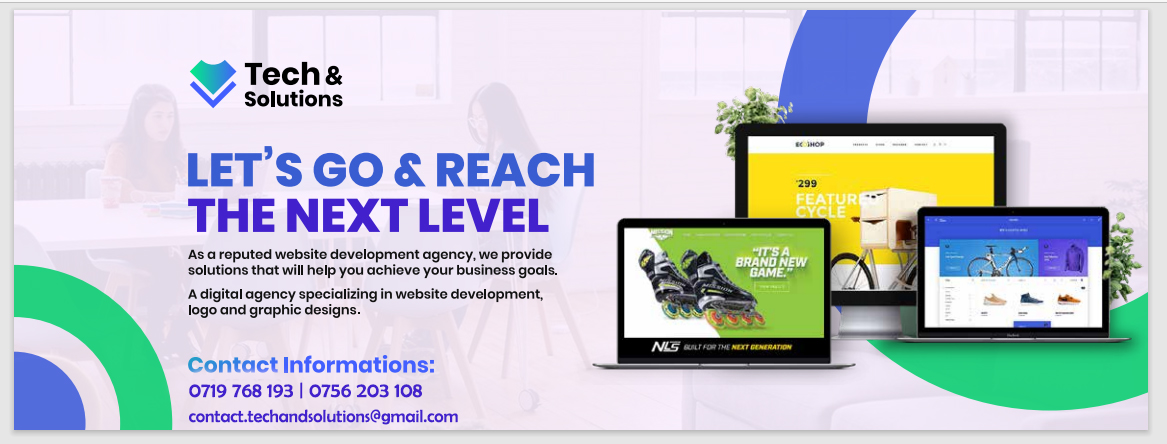 Tech &
Solutions
LET'S GO & REACH
THE NEXT LEVEL
As a reputed website development agency, we provide
solutions that will help you achieve your business goals.
A digital agency specializing in website development,
logo and graphic designs.
Contact Informations:
0719 768 193 | 0756 203 108
contact.techandsolutions@gmail.com
299
FEATURED
CYCLE
"IT'S A
BRAND NEW
GAME."
BUILT FOR THE NEXT GENERATION